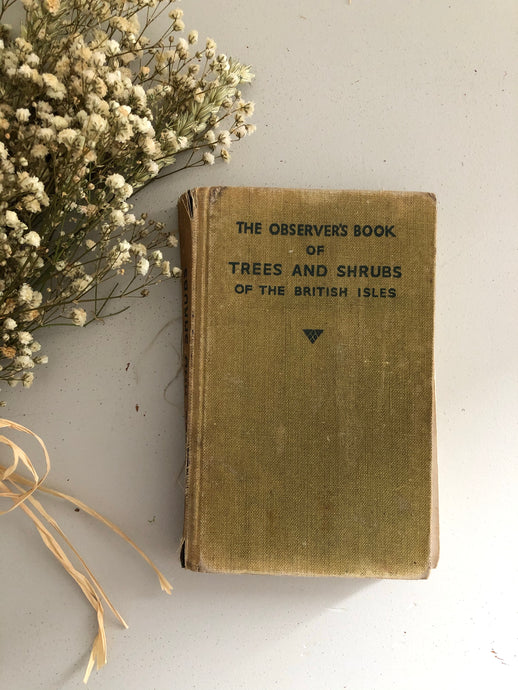 THE OBSERVER'S BOOK
OF
TREES AND SHRUBS
OF THE BRITISH ISLES